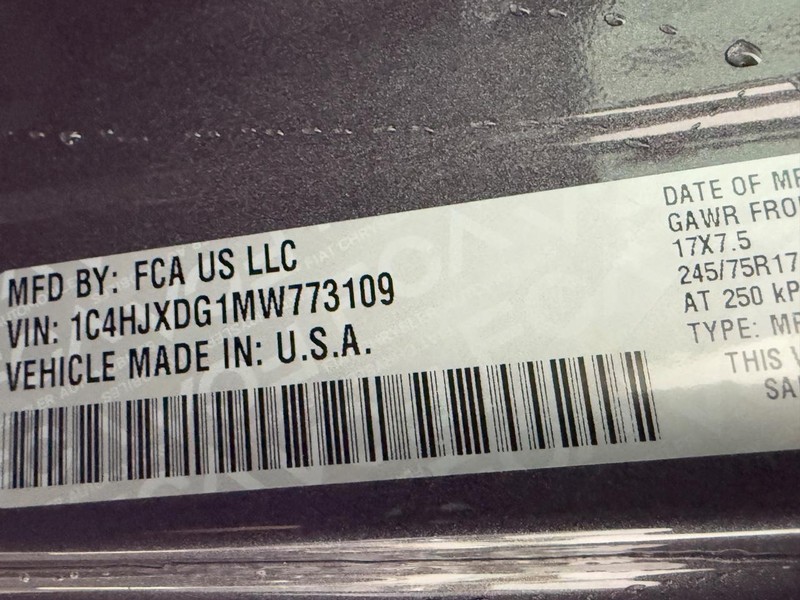 MFD BY: FCA US LLC
VIN: 1C4HJXDG1MW773109
VEHICLE MADE IN: U.S.A.
DATE OF
GAWR
17X7.5
245/75R17
AT 250
TYPE:
THIS